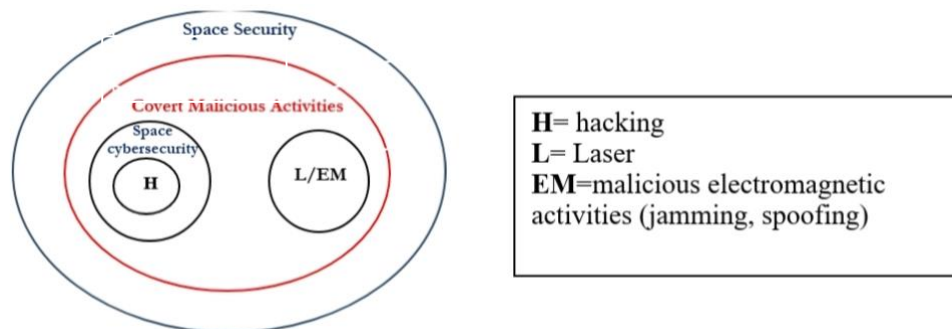 Space Security
Covert Malicious Activities
Space
cybersecurity
H
L/EM
H= hacking
L= Laser
EM=malicious electromagnetic
activities (jamming, spoofing)